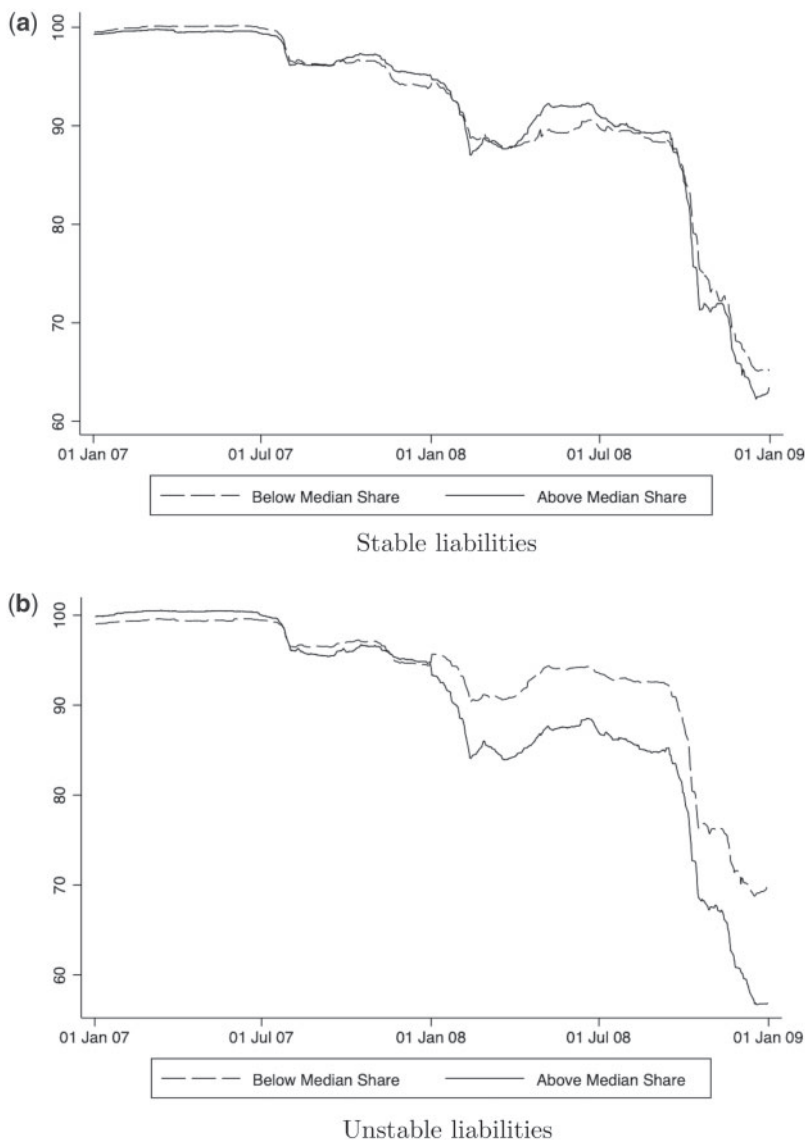 (a)
100
90
80
70
60
01 Jan 07 01 Jul 07 01 Jan 08 01 Jul 08 01 Jan 09
Below Median Share Above Median Share
Stable liabilities
(b)
100
90
80
70
60
01 Jan 07 01 Jul 07 01 Jan 08 01 Jul 08 01 Jan 09
Below Median Share Above Median Share
Unstable liabilities